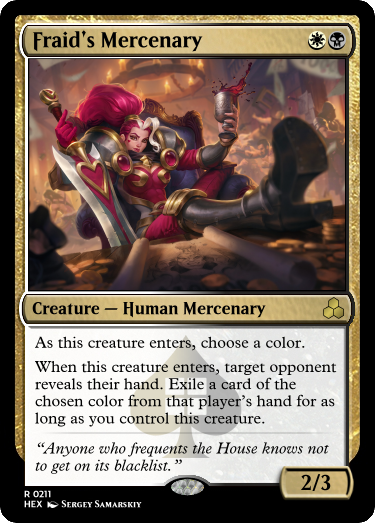 Fraid's Mercenary
Creature — Human Mercenary
As this creature enters, choose a color.
When this creature enters, target opponent
reveals their hand. Exile a card of the
chosen color from that player's hand for as
long as you control this creature.
“Anyone who frequents the House knows not
to get on its blacklist.”
2/3
R 0211
HEX Sergey Samarskiy